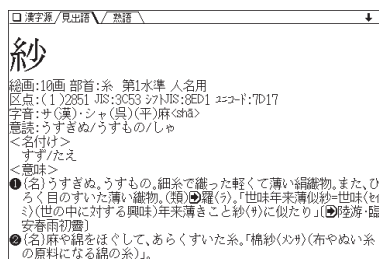 漢字源 見出語 熟語
紗
総画:10画 部首:糸 第1水準 人名用
区点:(1)2851 JIS:3C53 シフトJIS:8ED1 ユニコード:7D17
字音:サ(漢)・シャ(呉)(平)麻<shā>
意読:うすぎぬ/うすもの/しゃ
<名付け>
すず/たえ
<意味>
❶{名}うすぎぬ。うすもの。細糸で織った軽くて薄い絹織物。また、ひ
ろく目のすいた薄い織物。(類)羅(ラ)。「世味年来薄似紗=世味(セイ
ミ)(世の中に対する興味)年来薄きこと紗(サ)に似たり」〔陸游・臨
安春雨初霽〕
❷{名}麻や綿をほぐして、あらくすいた糸。「棉紗(メンサ)(布やぬい糸
の原料になる綿の糸)」。